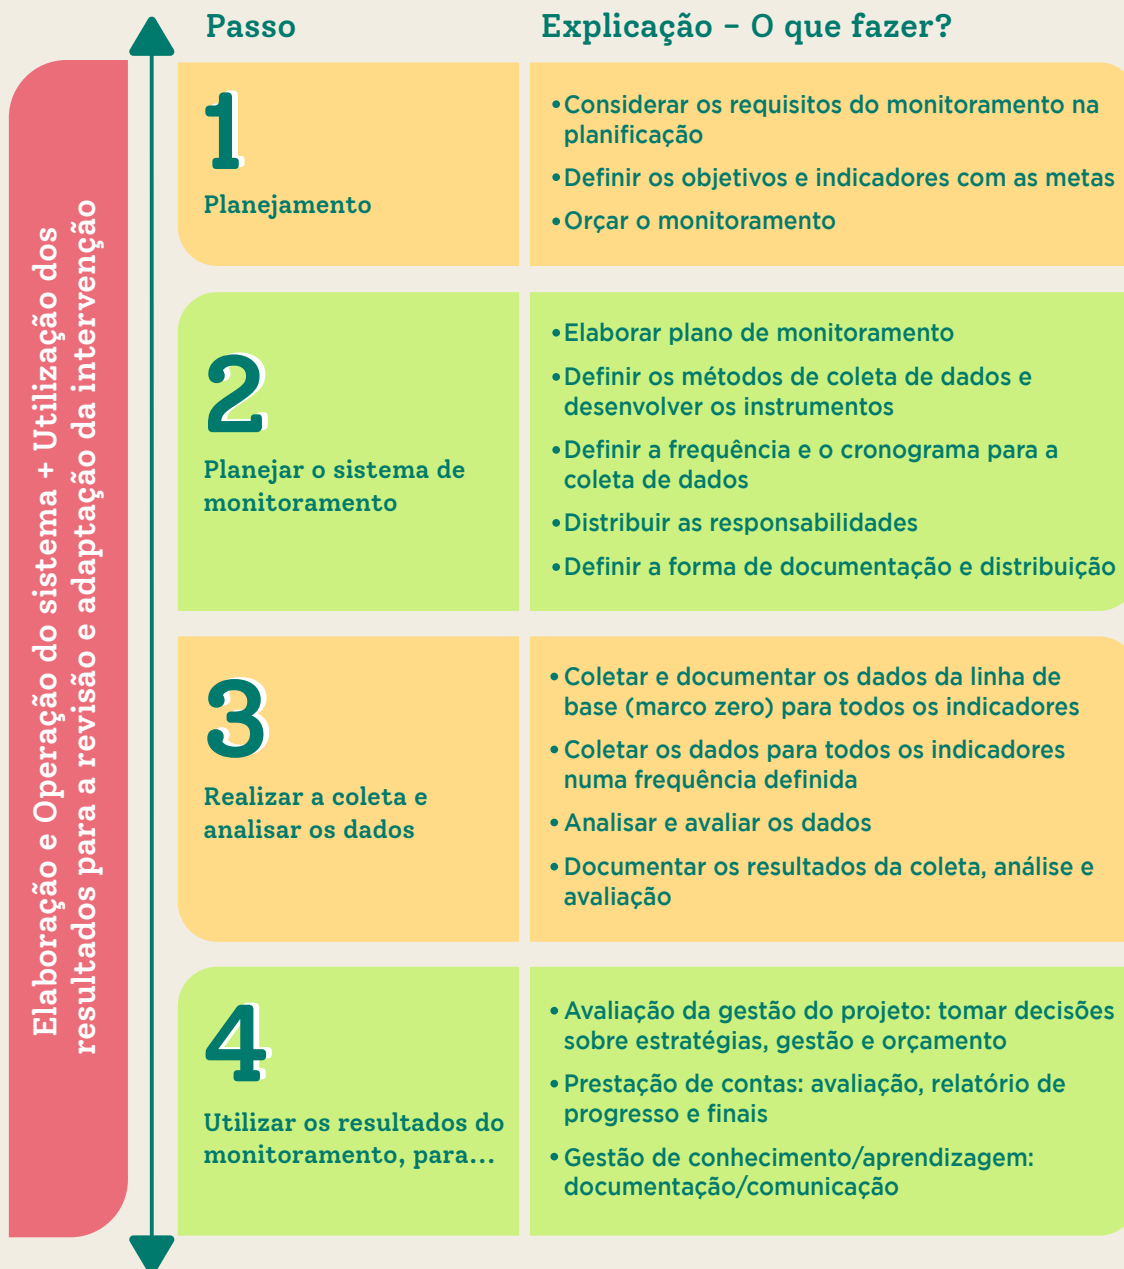 Passo
Explicação – O que fazer?
Elaboração e Operação do sistema + Utilização dos
resultados para a revisão e adaptação da intervenção
1
Planejamento
•Considerar os requisitos do monitoramento na
planificação
•Definir os objetivos e indicadores com as metas
•Orçar o monitoramento
2
Planejar o sistema de
monitoramento
•Elaborar plano de monitoramento
•Definir os métodos de coleta de dados e
desenvolver os instrumentos
•Definir a frequência e o cronograma para a
coleta de dados
•Distribuir as responsabilidades
•Definir a forma de documentação e distribuição
3
Realizar a coleta e
analisar os dados
•Coletar e documentar os dados da linha de
base (marco zero) para todos os indicadores
•Coletar os dados para todos os indicadores
numa frequência definida
•Analisar e avaliar os dados
•Documentar os resultados da coleta, análise e
avaliação
4
Utilizar os resultados do
monitoramento, para...
•Avaliação da gestão do projeto: tomar decisões
sobre estratégias, gestão e orçamento
•Prestação de contas: avaliação, relatório de
progresso e finais
•Gestão de conhecimento/aprendizagem:
documentação/comunicação